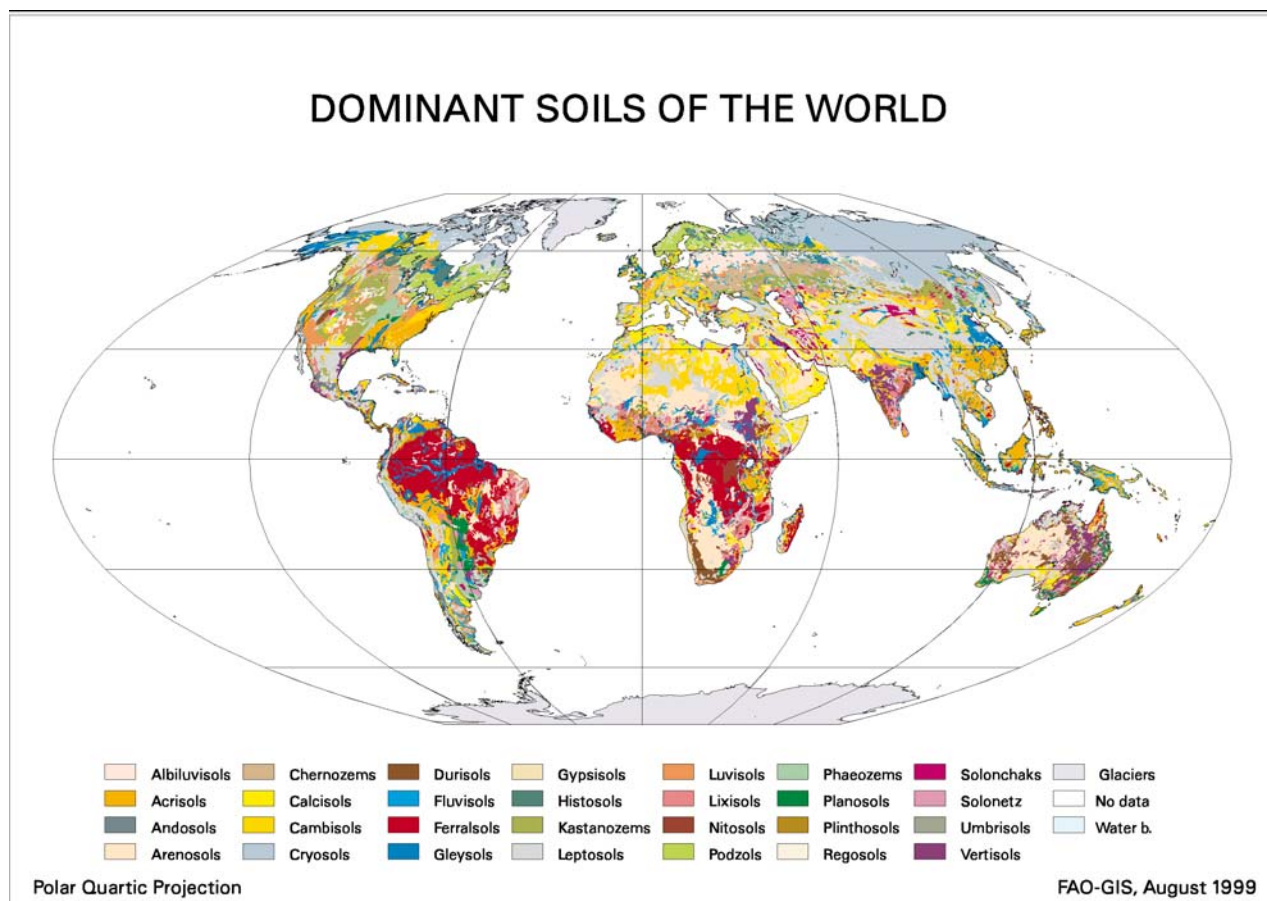 DOMINANT SOILS OF THE WORLD
Albiluvisols Chernozems Durisols Gypsisols Luvisols Phaeozems Solonchaks Glaciers
Acrisols Calcisols Fluvisols Histosols Lixisols Planosols Solonetz No data
Andosols Cambisols Ferralsols Kastanozems Nitosols Plinthosols Umbrisols Water b.
Arenosols Cryosols Gleysols Leptosols Podzols Regosols Vertisols
Polar Quartic Projection FAO-GIS, August 1999